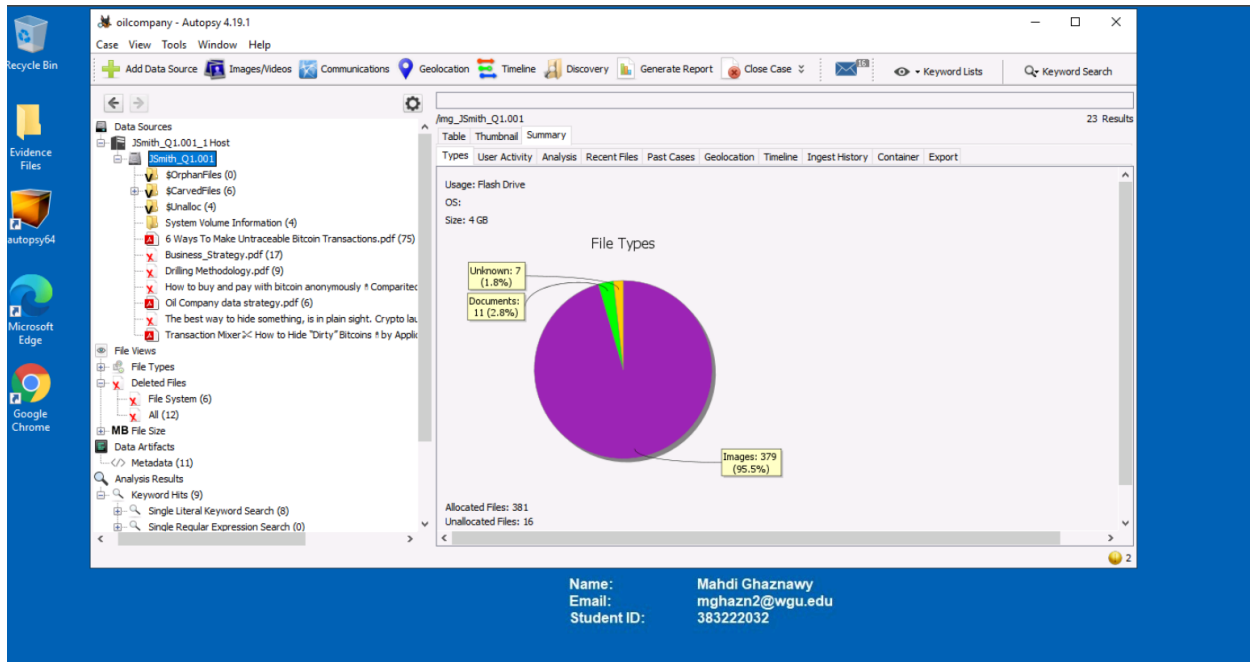 oilcompany - Autopsy 4.19.1
Case View Tools Window Help
Add Data Source Images/Videos Communications Geolocation Timeline Discovery Generate Report Close Case 16 Keyword Lists Keyword Search
Recycle Bin
Evidence
Files
autopsy64
Microsoft
Edge
Google
Chrome
Data Sources
JSmith_Q1.001_1 Host
JSmith_Q1.001
$OrphanFiles (0)
$CarvedFiles (6)
$Unalloc (4)
System Volume Information (4)
6 Ways To Make Untraceable Bitcoin Transactions.pdf (75)
Business_Strategy.pdf (17)
Drilling Methodology.pdf (9)
How to buy and pay with bitcoin anonymously Comparitec
Oil Company data strategy.pdf (6)
The best way to hide something, is in plain sight. Crypto lau
Transaction Mixer How to Hide "Dirty" Bitcoins by Applic
File Views
File Types
Deleted Files
File System (6)
All (12)
MB File Size
Data Artifacts
Metadata (11)
Analysis Results
Keyword Hits (9)
Single Literal Keyword Search (8)
Single Regular Expression Search (0)
/img_JSmith_Q1.001
23 Results
Table Thumbnail Summary
Types User Activity Analysis Recent Files Past Cases Geolocation Timeline Ingest History Container Export
Usage: Flash Drive
OS:
Size: 4 GB
File Types
Unknown: 7
(1.8%)
Documents:
11 (2.8%)
Images: 379
(95.5%)
Allocated Files: 381
Unallocated Files: 16
2
Name: Mahdi Ghaznawy
Email: mghazn2@wgu.edu
Student ID: 383222032